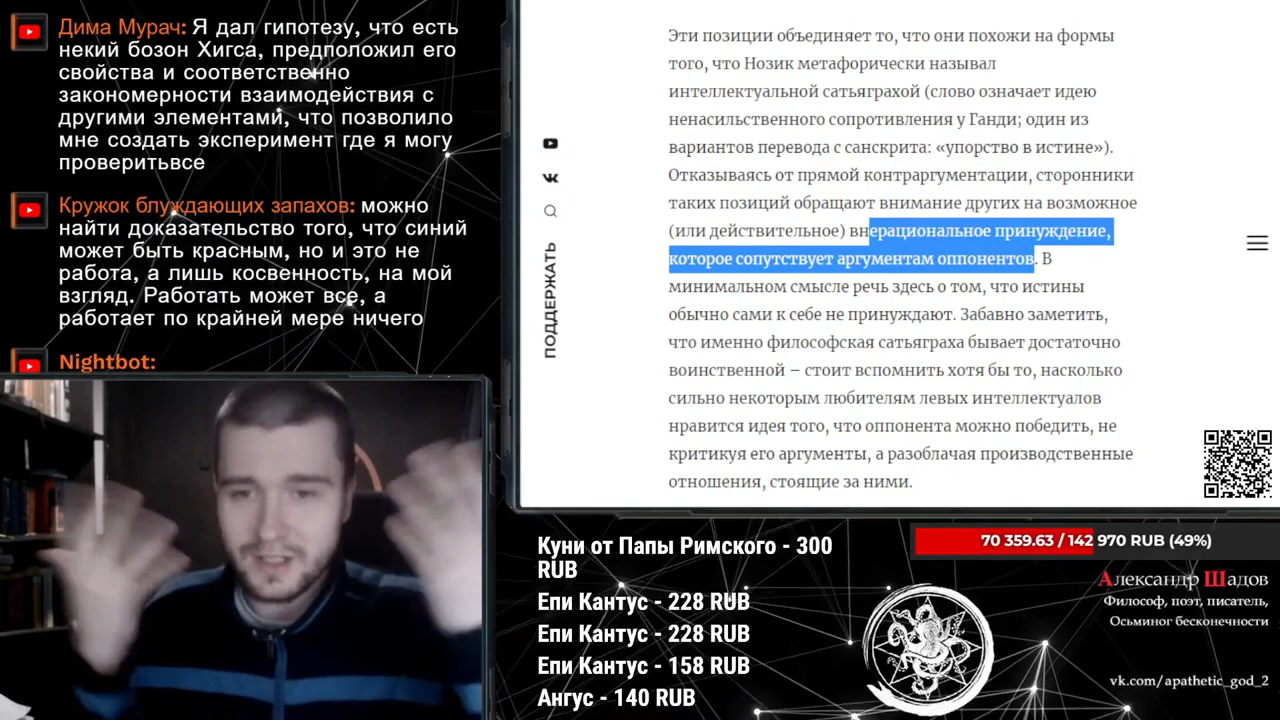 Дима Мурач: Я дал гипотезу, что есть
некий бозон Хигса, предположил его
свойства и соответственно
закономерности взаимодействия с
другими элементами, что позволило
мне создать эксперимент где я могу
проверитьвсе
Кружок блуждающих запахов: можно
найти доказательство того, что синий
может быть красным, но и это не
работа, а лишь косвенность, на мой
взгляд. Работать может все, а
работает по крайней мере ничего
Nightbot:
Эти позиции объединяет то, что они похожи на формы
того, что Нозик метафорически называл
интеллектуальной сатьяграхой (слово означает идею
ненасильственного сопротивления у Ганди; один из
вариантов перевода с санскрита: «упорство в истине»).
Отказываясь от прямой контраргументации, сторонники
таких позиций обращают внимание других на возможное
(или действительное) внерациональное принуждение,
которое сопутствует аргументам оппонентов. В
минимальном смысле речь здесь о том, что истины
обычно сами к себе не принуждают. Забавно заметить,
что именно философская сатьяграха бывает достаточно
воинственной – стоит вспомнить хотя бы то, насколько
сильно некоторым любителям левых интеллектуалов
нравится идея того, что оппонента можно победить, не
критикуя его аргументы, а разоблачая производственные
отношения, стоящие за ними.
ПОДДЕРЖАТЬ
Куни от Папы Римского - 300
RUB
Епи Кантус - 228 RUB
Епи Кантус - 228 RUB
Епи Кантус - 158 RUB
Ангус - 140 RUB
70 359.63 / 142 970 RUB (49%)
Александр Шадов
Философ, поэт, писатель,
Осьминог бесконечности
vk.com/apathetic_god_2